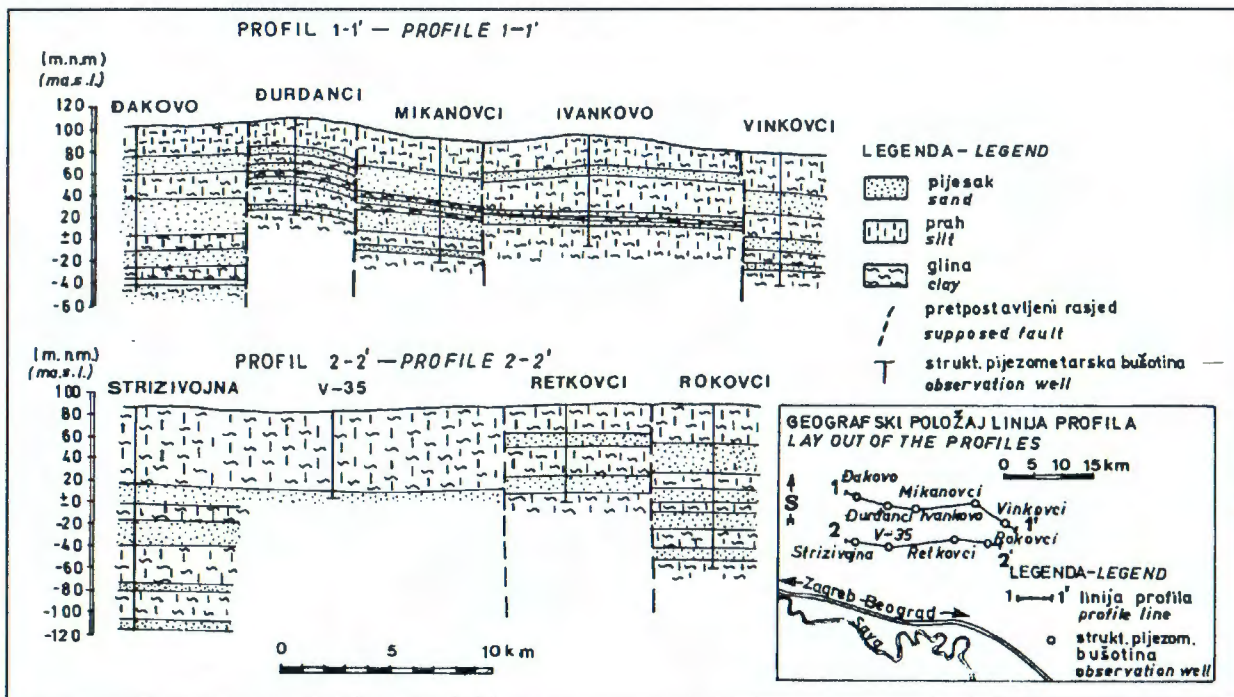 PROFIL 1-1' — PROFILE 1-1'
(m.n.m)
(ma.s.l.)
120
100
80
60
40
20
±0
-20
-40
-60
ĐAKOVO
ĐURĐANCI
MIKANOVCI
IVANKOVO
VINKOVCI
LEGENDA-LEGEND
pijesak
sand
prah
silt
glina
clay
pretpostavljeni rasjed
supposed fault
strukt. pijezometarska bušotina
observation well
PROFIL 2-2' — PROFILE 2-2'
(m.nm.)
(ma.s.l.)
100
80
60
40
20
±0
-20
-40
-60
-80
-100
-120
STRIZIVOJNA
V-35
RETKOVCI
ROKOVCI
0 5 10 km
GEOGRAFSKI POLOŽAJ LINIJA PROFILA
LAY OUT OF THE PROFILES
0 5 10 15 km
S
1 Đakovo
Mikanovci
Vinkovci
Đurđanci Ivankovo
1'
2 V-35
Rokovci
Strizivojna
Retkovci
2'
LEGENDA-LEGEND
1 1' linija profila
profile line
strukt. pijezom.
bušotina
observation well
Zagreb-Beograd
Sava